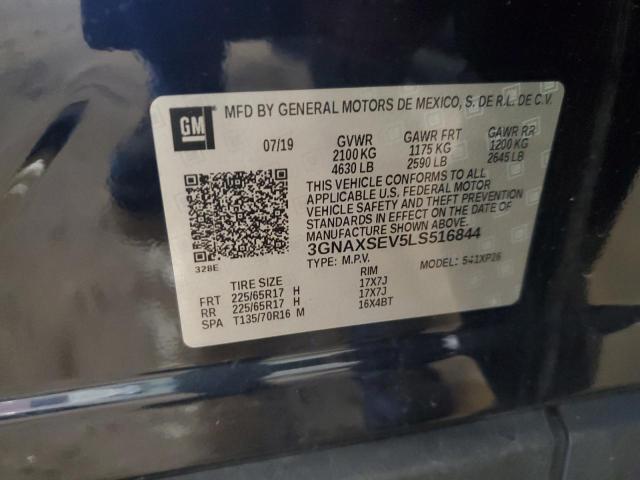 GM
MFD BY GENERAL MOTORS DE MEXICO, S. DE R.L. DE C.V.
07/19 GVWR GAWR FRT GAWR RR
2100 KG 1175 KG 1200 KG
4630 LB 2590 LB 2645 LB
THIS VEHICLE CONFORMS TO ALL
APPLICABLE U.S. FEDERAL MOTOR
VEHICLE SAFETY AND THEFT PREVENTION
STANDARDS IN EFFECT ON THE DATE OF
MANUFACTURE SHOWN ABOVE.
3GNAXSEV5LS516844
328E
TYPE: M.P.V. MODEL: 541XP26
TIRE SIZE RIM
FRT 225/65R17 H 17X7J
RR 225/65R17 H 17X7J
SPA T135/70R16 M 16X4BT